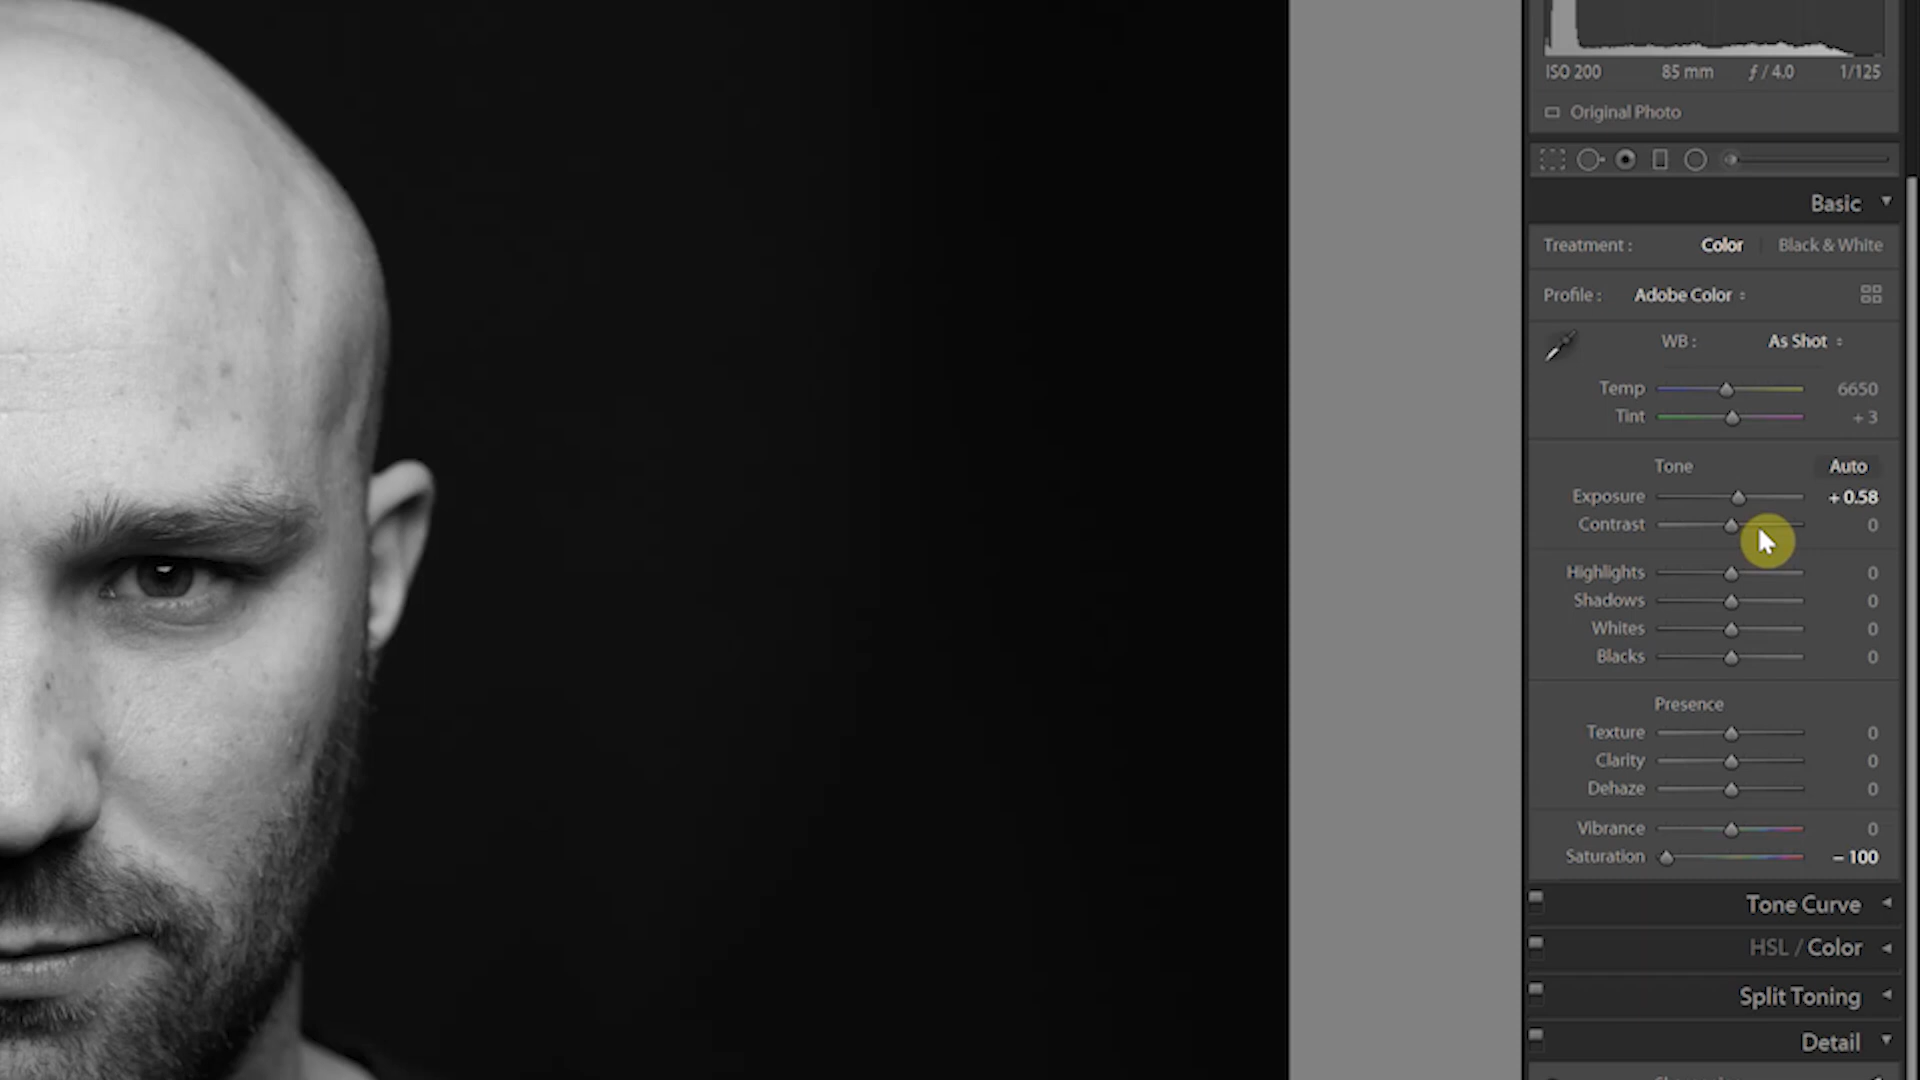 ISO 200 85 mm ƒ / 4.0 1/125
Original Photo
Basic
Treatment : Color Black & White
Profile : Adobe Color
WB : As Shot
Temp 6650
Tint + 3
Tone Auto
Exposure + 0.58
Contrast 0
Highlights 0
Shadows 0
Whites 0
Blacks 0
Presence
Texture 0
Clarity 0
Dehaze 0
Vibrance 0
Saturation – 100
Tone Curve
HSL / Color
Split Toning
Detail